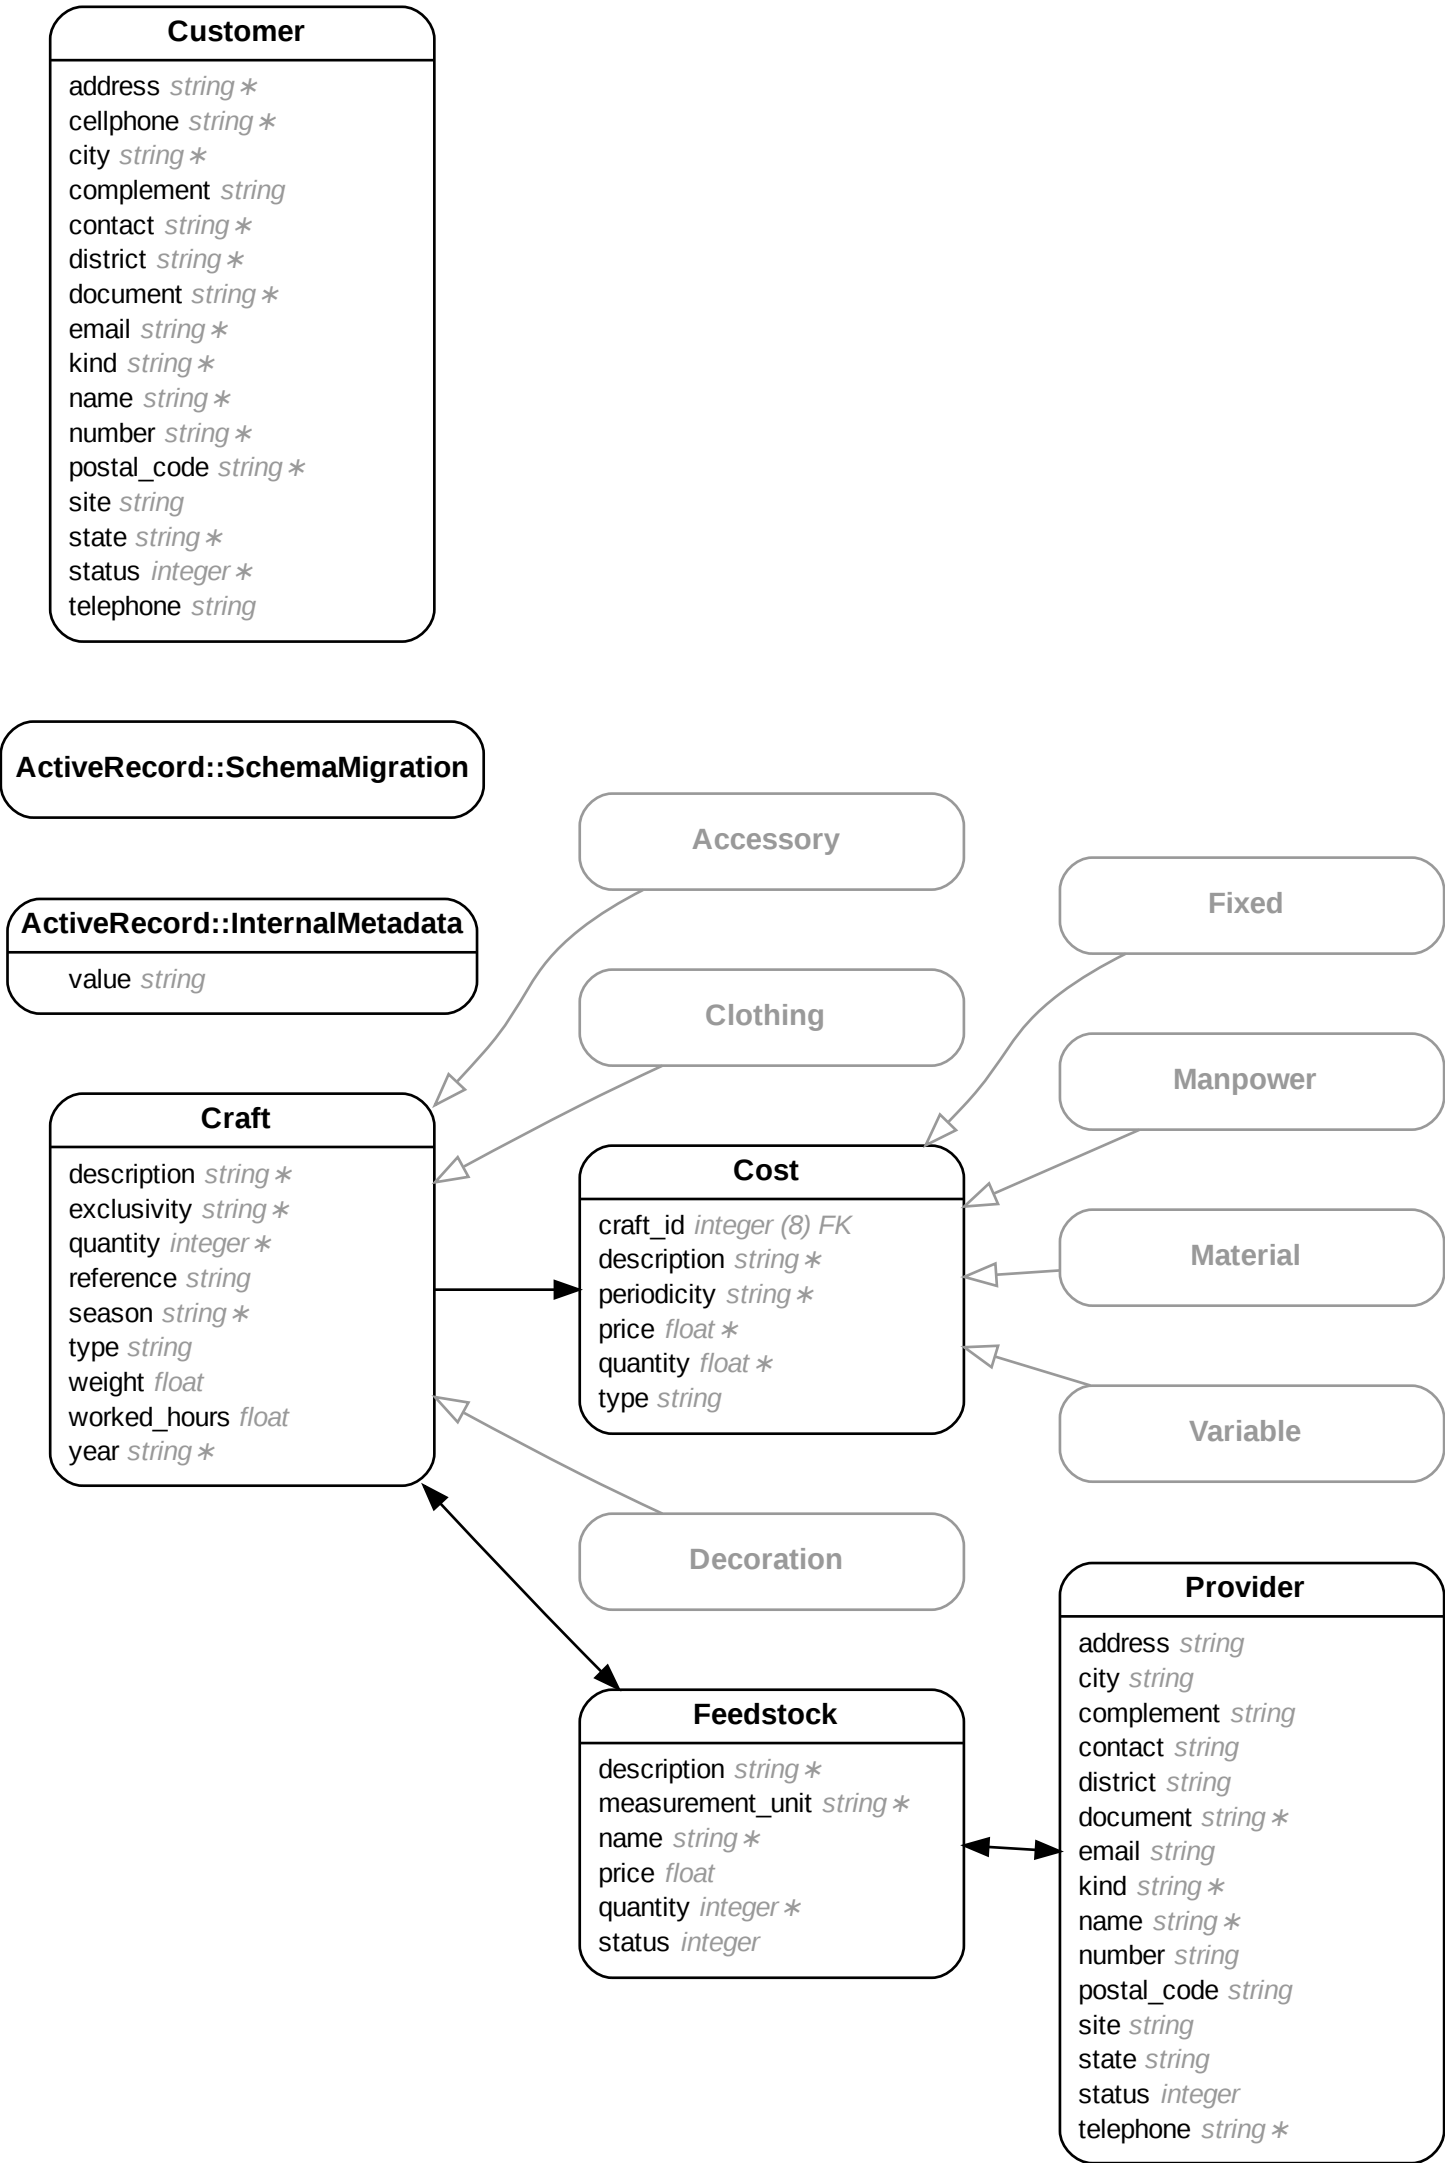 Customer
address string∗
cellphone string∗
city string∗
complement string
contact string∗
district string∗
document string∗
email string∗
kind string∗
name string∗
number string∗
postal_code string∗
site string
state string∗
status integer∗
telephone string
ActiveRecord::SchemaMigration
ActiveRecord::InternalMetadata
value string
Accessory
Clothing
Fixed
Manpower
Material
Variable
Craft
description string∗
exclusivity string∗
quantity integer∗
reference string
season string∗
type string
weight float
worked_hours float
year string∗
Cost
craft_id integer (8) FK
description string∗
periodicity string∗
price float∗
quantity float∗
type string
Decoration
Feedstock
description string∗
measurement_unit string∗
name string∗
price float
quantity integer∗
status integer
Provider
address string
city string
complement string
contact string
district string
document string∗
email string
kind string∗
name string∗
number string
postal_code string
site string
state string
status integer
telephone string∗